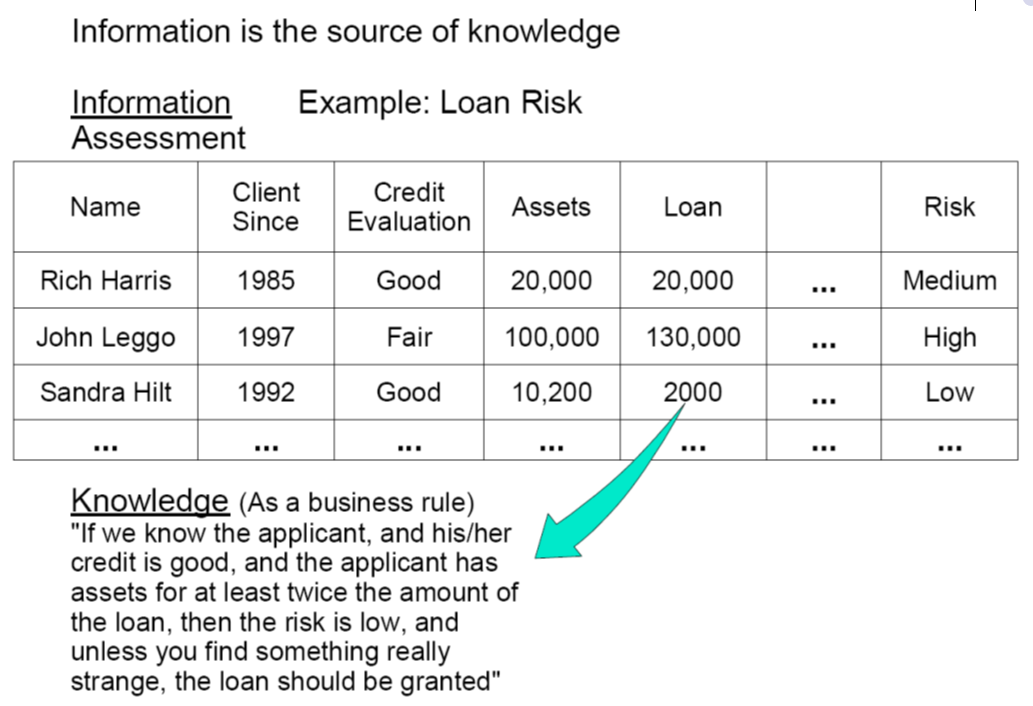 Information is the source of knowledge
Information Example: Loan Risk
Assessment
Name Client Since Credit Evaluation Assets Loan Risk
Rich Harris 1985 Good 20,000 20,000 ... Medium
John Leggo 1997 Fair 100,000 130,000 ... High
Sandra Hilt 1992 Good 10,200 2000 ... Low
... ... ... ... ... ... ...
Knowledge (As a business rule)
"If we know the applicant, and his/her
credit is good, and the applicant has
assets for at least twice the amount of
the loan, then the risk is low, and
unless you find something really
strange, the loan should be granted"